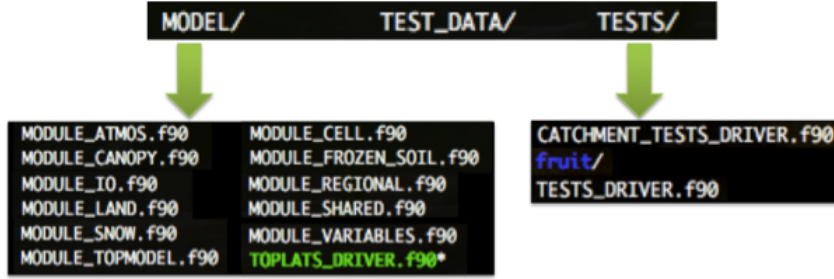 MODEL/ TEST_DATA/ TESTS/
MODULE_ATMOS.f90 MODULE_CELL.f90
MODULE_CANOPY.f90 MODULE_FROZEN_SOIL.f90
MODULE_IO.f90 MODULE_REGIONAL.f90
MODULE_LAND.f90 MODULE_SHARED.f90
MODULE_SNOW.f90 MODULE_VARIABLES.f90
MODULE_TOPMODEL.f90 TOPLATS_DRIVER.f90*
CATCHMENT_TESTS_DRIVER.f90
fruit/
TESTS_DRIVER.f90